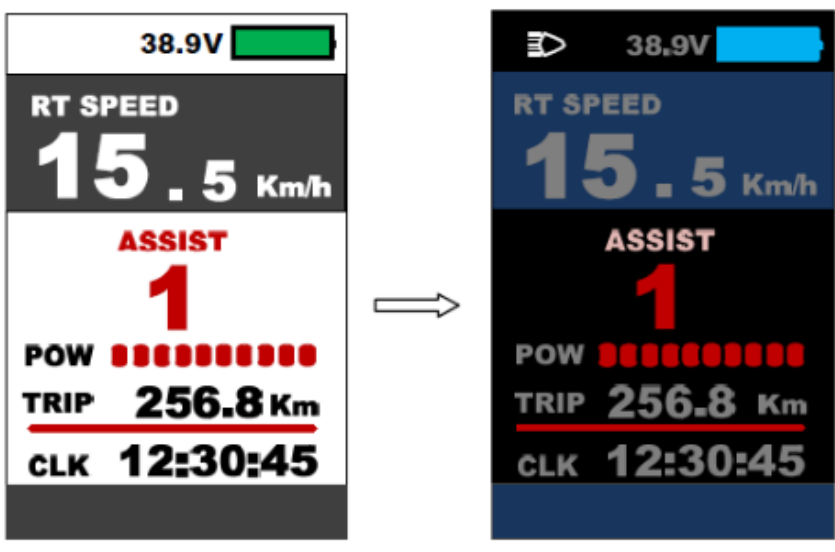 38.9V
RT SPEED
15.5 Km/h
ASSIST
1
POW
TRIP 256.8 Km
CLK 12:30:45
38.9V
RT SPEED
15.5 Km/h
ASSIST
1
POW
TRIP 256.8 Km
CLK 12:30:45